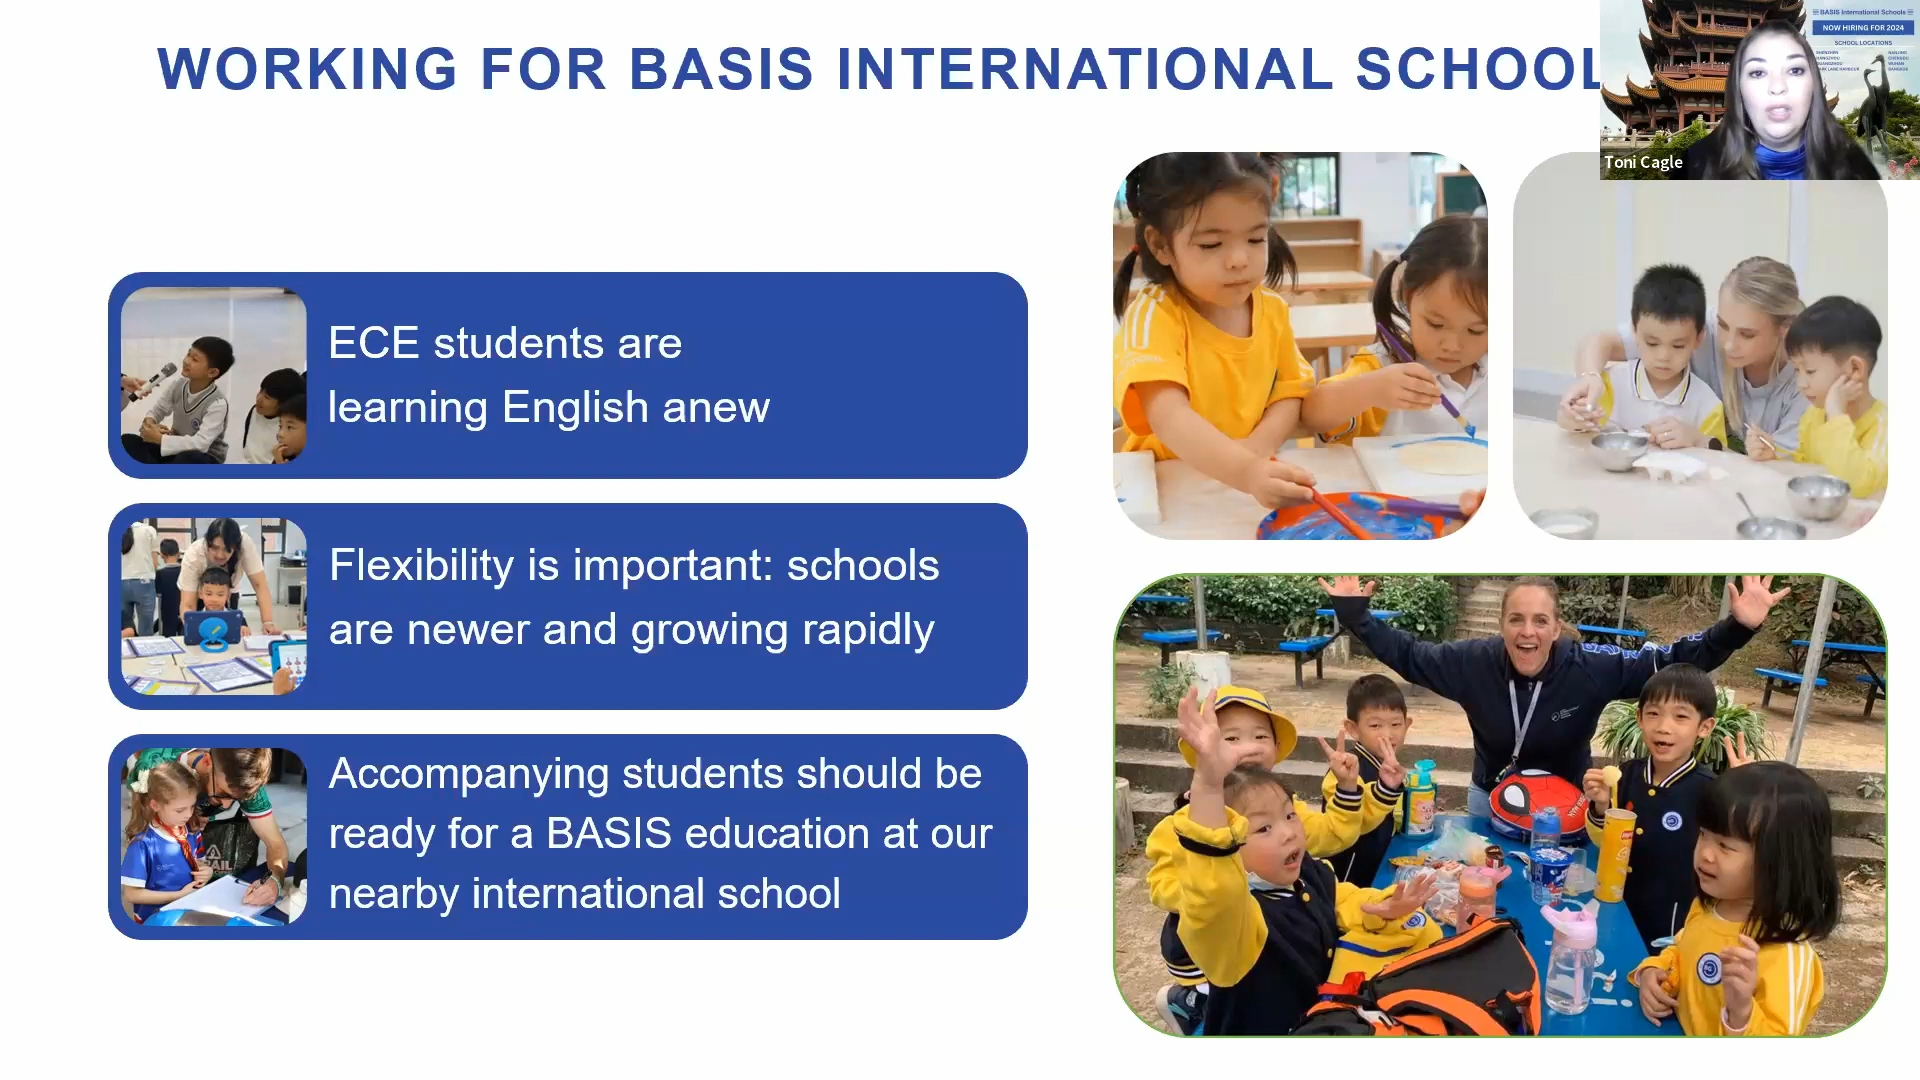 WORKING FOR BASIS INTERNATIONAL SCHOOL
BASIS International Schools
NOW HIRING FOR 2024
SCHOOL LOCATIONS
Toni Cagle
ECE students are
learning English anew
Flexibility is important: schools
are newer and growing rapidly
Accompanying students should be
ready for a BASIS education at our
nearby international school